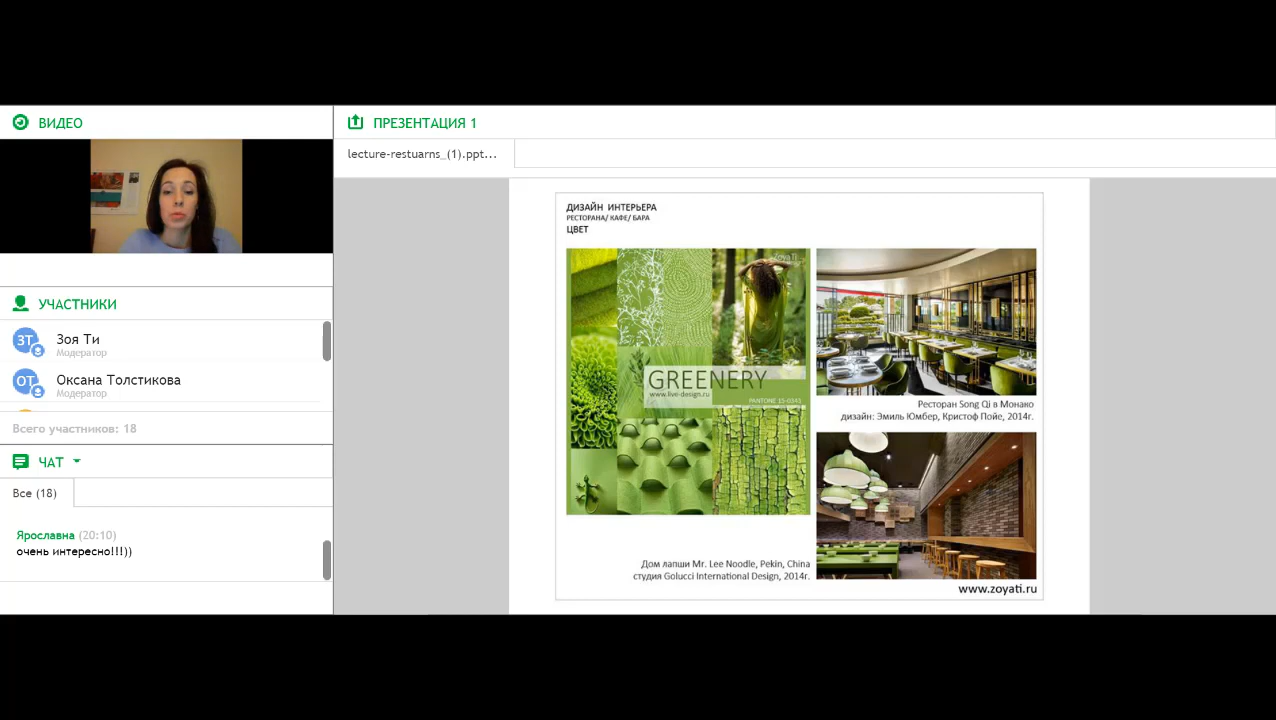 ВИДЕО
УЧАСТНИКИ
ЗТ
Зоя Ти
Модератор
ОТ
Оксана Толстикова
Модератор
Всего участников: 18
ЧАТ
Все (18)
Ярославна (20:10)
очень интересно!!!))
ПРЕЗЕНТАЦИЯ 1
lecture-restuarns_(1).ppt...
ДИЗАЙН ИНТЕРЬЕРА
РЕСТОРАНА/ КАФЕ/ БАРА
ЦВЕТ
Zoya Ti
GREENERY
www.live-design.ru
PANTONE 15-0343
Ресторан Song Qi в Монако
дизайн: Эмиль Юмбер, Кристоф Пойе, 2014г.
Дом лапши Mr. Lee Noodle, Pekin, China
студия Golucci International Design, 2014г.
www.zoyati.ru